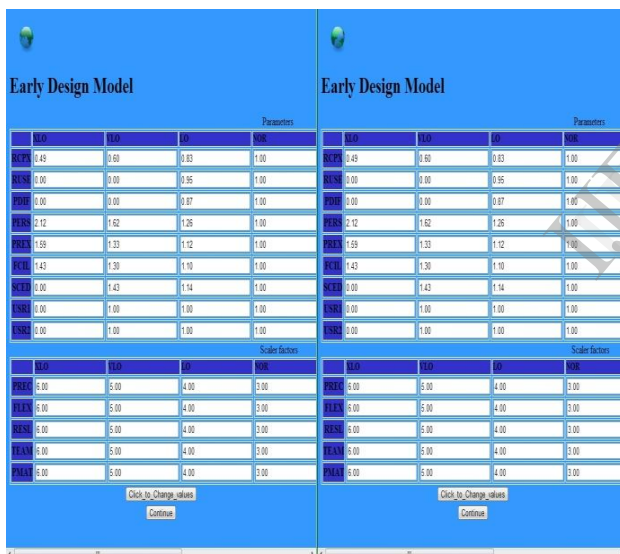 Early Design Model
Parameters
XLO VLO LO NOR
RCPX 0.49 0.60 0.83 1.00
RUSE 0.00 0.00 0.95 1.00
PDIF 0.00 0.00 0.87 1.00
PERS 2.12 1.62 1.26 1.00
PREX 1.59 1.33 1.12 1.00
FCIL 1.43 1.30 1.10 1.00
SCED 0.00 1.43 1.14 1.00
USR1 0.00 1.00 1.00 1.00
USR2 0.00 1.00 1.00 1.00
Scaler factors
XLO VLO LO NOR
PREC 6.00 5.00 4.00 3.00
FLEX 6.00 5.00 4.00 3.00
RESL 6.00 5.00 4.00 3.00
TEAM 6.00 5.00 4.00 3.00
PMAT 6.00 5.00 4.00 3.00
Click_to_Change_values
Continue
Early Design Model
Parameters
XLO VLO LO NOR
RCPX 0.49 0.60 0.83 1.00
RUSE 0.00 0.00 0.95 1.00
PDIF 0.00 0.00 0.87 1.00
PERS 2.12 1.62 1.26 1.00
PREX 1.59 1.33 1.12 1.00
FCIL 1.43 1.30 1.10 1.00
SCED 0.00 1.43 1.14 1.00
USR1 0.00 1.00 1.00 1.00
USR2 0.00 1.00 1.00 1.00
Scaler factors
XLO VLO LO NOR
PREC 6.00 5.00 4.00 3.00
FLEX 6.00 5.00 4.00 3.00
RESL 6.00 5.00 4.00 3.00
TEAM 6.00 5.00 4.00 3.00
PMAT 6.00 5.00 4.00 3.00
Click_to_Change_values
Continue